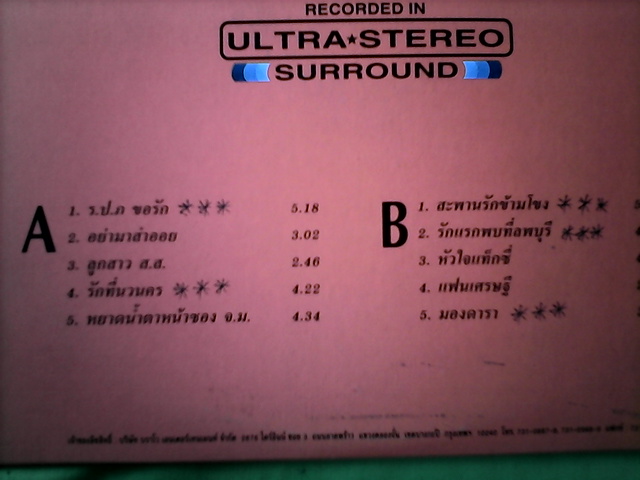 RECORDED IN
ULTRA★STEREO
SURROUND
A
1. ร.ป.ภ ขอรัก *** 5.18
2. อย่ามาสำออย 3.02
3. ลูกสาว ส.ส. 2.46
4. รักที่นวนคร *** 4.22
5. หยาดน้ำตาหน้าซอง จ.ม. 4.34
B
1. สะพานรักข้ามโขง ***
2. รักแรกพบที่ลพบุรี ***
3. หัวใจแท็กซี่
4. แฟนเศรษฐี
5. มองดารา ***